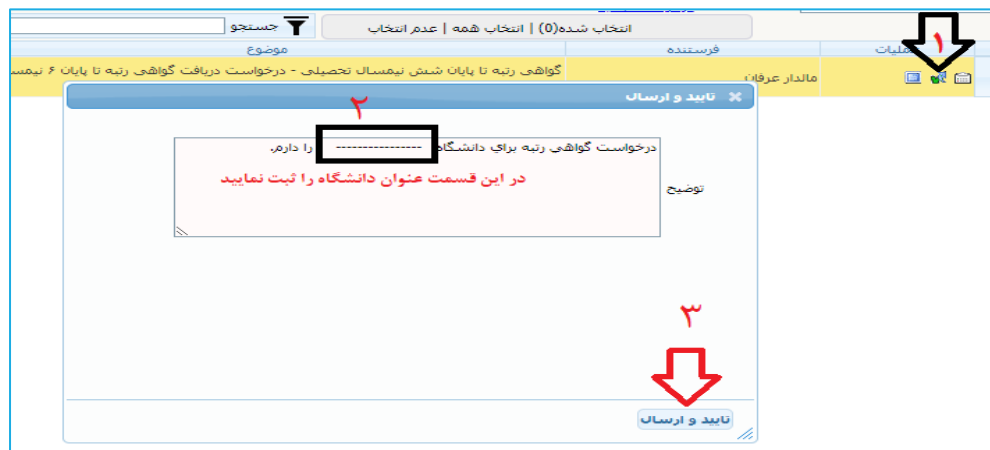 انتخاب شده(0) | انتخاب همه | عدم انتخاب
جستجو
عملیات
فرستنده
موضوع
۱
مالدار عرفان
گواهی رتبه تا پایان شش نیمسال تحصیلی - درخواست دریافت گواهی رتبه تا پایان ۶
تایید و ارسال
۲
درخواست گواهی رتبه برای دانشگاه ---------------- را دارم.
در این قسمت عنوان دانشگاه را ثبت نمایید
توضیح
۳
تایید و ارسال